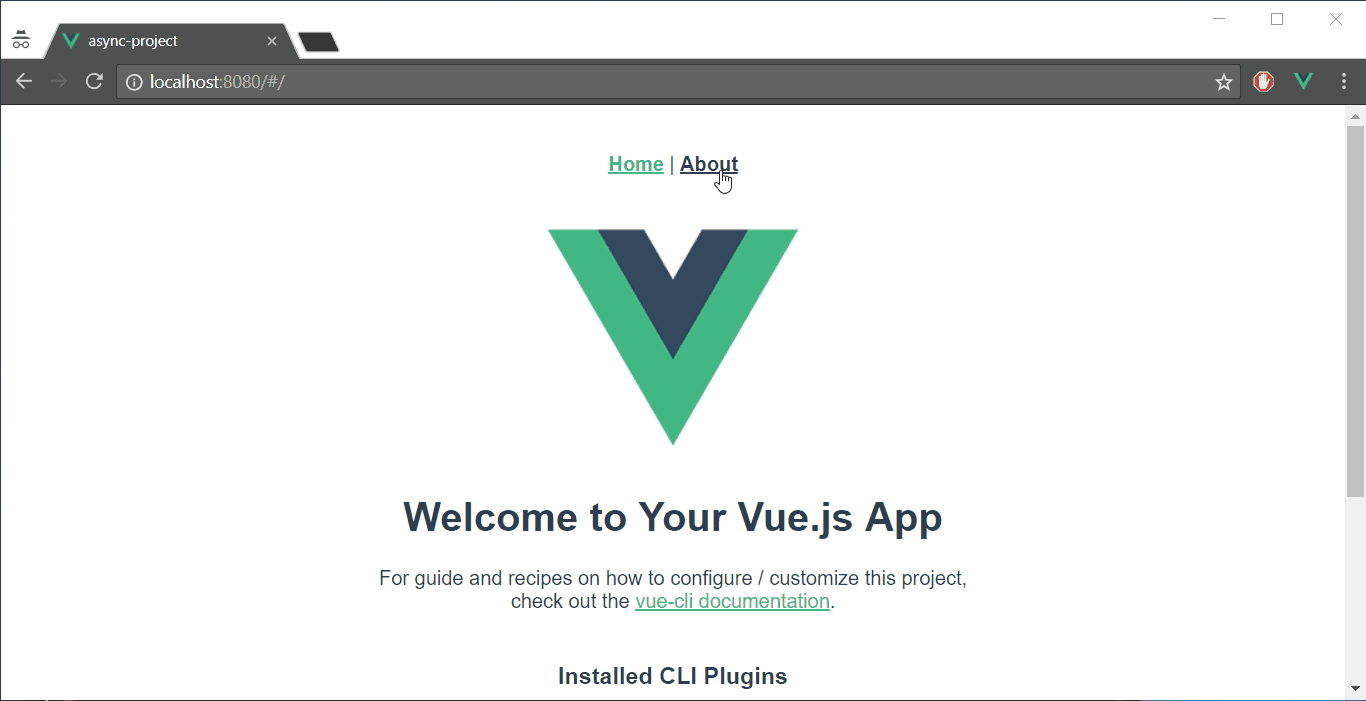 async-project
localhost:8080/#/
Home | About
Welcome to Your Vue.js App
For guide and recipes on how to configure / customize this project,
check out the vue-cli documentation.
Installed CLI Plugins